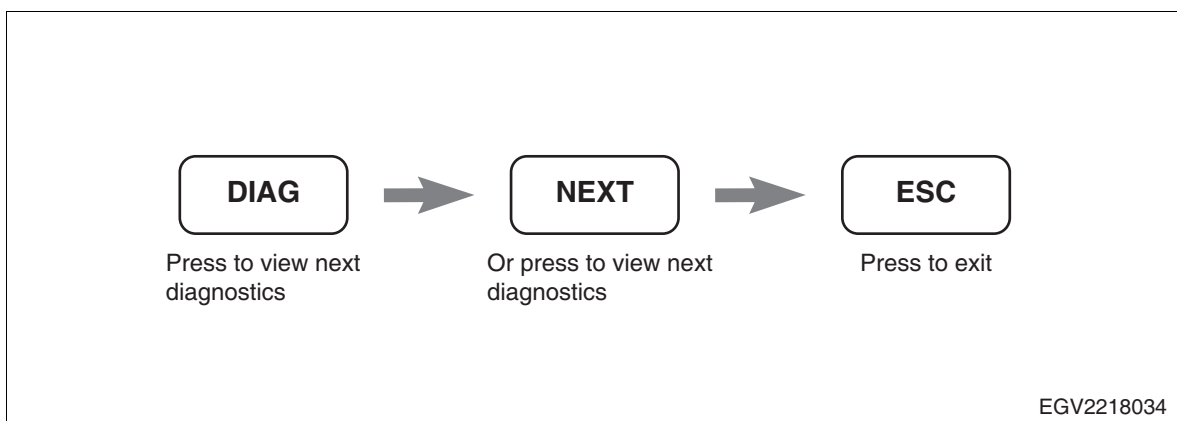 DIAG
NEXT
ESC
Press to view next
diagnostics
Or press to view next
diagnostics
Press to exit
EGV2218034